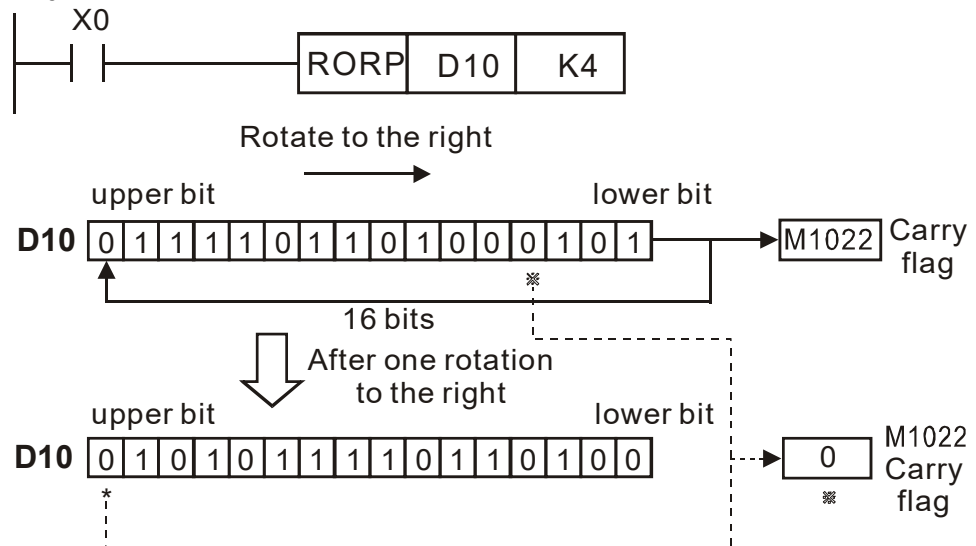 X0
RORP D10 K4
Rotate to the right
upper bit lower bit
D10 0 1 1 1 1 0 1 1 0 1 0 0 0 1 0 1 M1022 Carry
flag
※
16 bits
After one rotation
to the right
upper bit lower bit
D10 0 1 0 1 0 1 1 1 1 0 1 1 0 1 0 0 0 M1022
Carry
flag
* ※